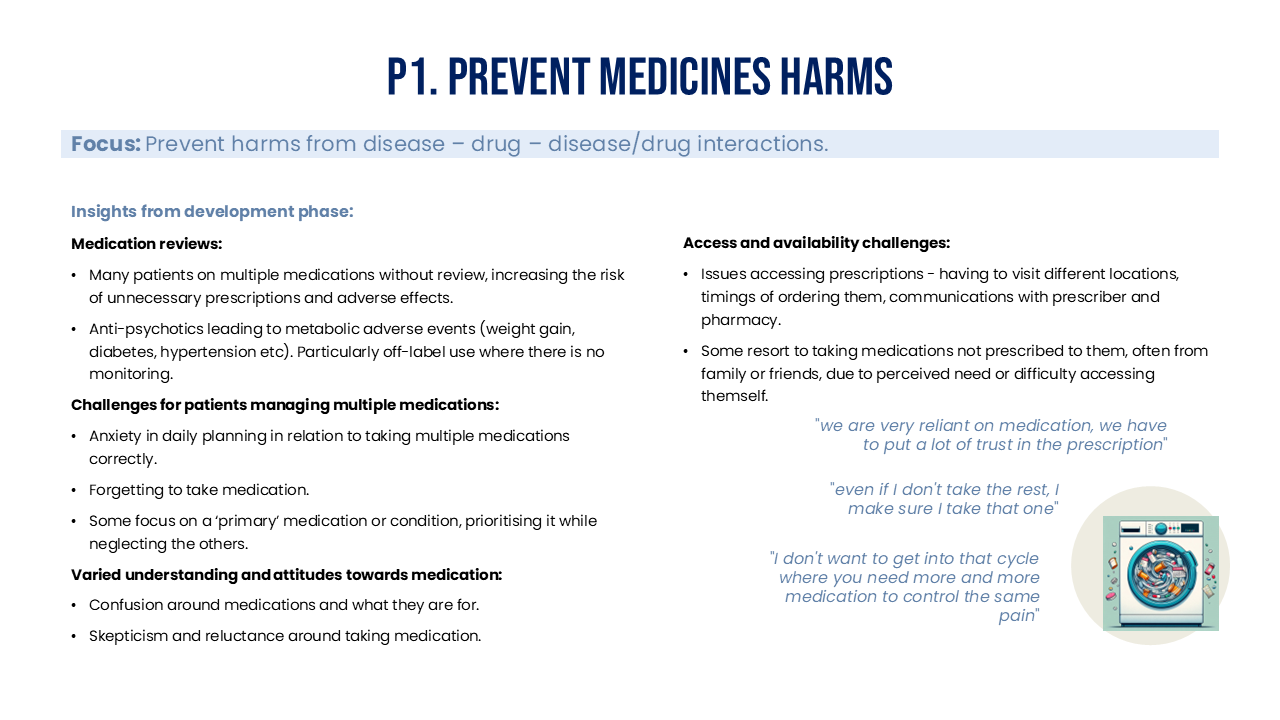 P1. PREVENT MEDICINES HARMS
Focus: Prevent harms from disease – drug – disease/drug interactions.
Insights from development phase:
Medication reviews:
• Many patients on multiple medications without review, increasing the risk
of unnecessary prescriptions and adverse effects.
• Anti-psychotics leading to metabolic adverse events (weight gain,
diabetes, hypertension etc). Particularly off-label use where there is no
monitoring.
Challenges for patients managing multiple medications:
• Anxiety in daily planning in relation to taking multiple medications
correctly.
• Forgetting to take medication.
• Some focus on a ‘primary’ medication or condition, prioritising it while
neglecting the others.
Varied understanding and attitudes towards medication:
• Confusion around medications and what they are for.
• Skepticism and reluctance around taking medication.
Access and availability challenges:
• Issues accessing prescriptions - having to visit different locations,
timings of ordering them, communications with prescriber and
pharmacy.
• Some resort to taking medications not prescribed to them, often from
family or friends, due to perceived need or difficulty accessing
themself.
"we are very reliant on medication, we have
to put a lot of trust in the prescription"
"even if I don't take the rest, I
make sure I take that one"
"I don't want to get into that cycle
where you need more and more
medication to control the same
pain"